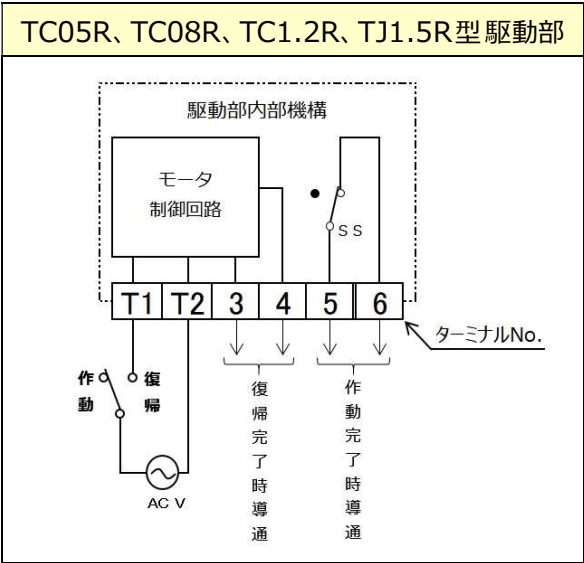 TC05R、TC08R、TC1.2R、TJ1.5R型駆動部
駆動部内部機構
モータ
制御回路
SS
T1 T2 3 4 5 6
ターミナルNo.
作動
復帰
AC V
復帰完了時導通
作動完了時導通